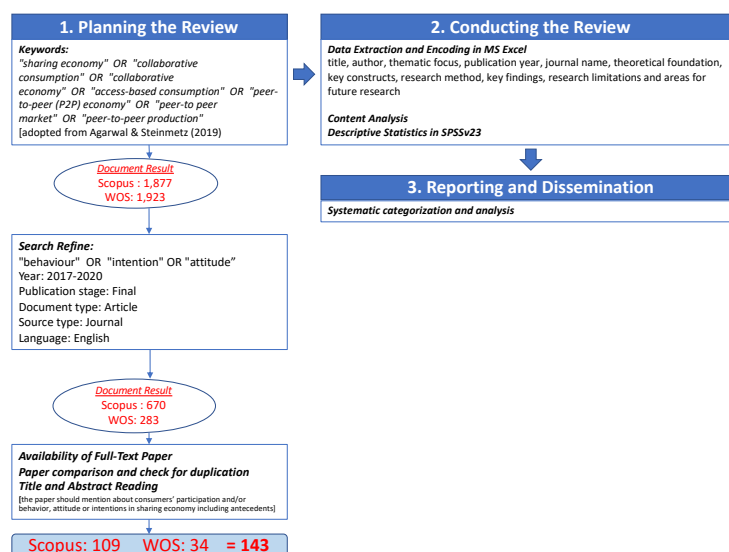 1. Planning the Review
Keywords:
"sharing economy" OR "collaborative
consumption" OR "collaborative
economy" OR "access-based consumption" OR "peer-
to-peer (P2P) economy" OR "peer-to peer
market" OR "peer-to-peer production"
[adopted from Agarwal & Steinmetz (2019)
Document Result
Scopus : 1,877
WOS: 1,923
Search Refine:
"behaviour" OR "intention" OR "attitude”
Year: 2017-2020
Publication stage: Final
Document type: Article
Source type: Journal
Language: English
Document Result
Scopus : 670
WOS: 283
Availability of Full-Text Paper
Paper comparison and check for duplication
Title and Abstract Reading
[the paper should mention about consumers' participation and/or
behavior, attitude or intentions in sharing economy including antecedents]
Scopus: 109 WOS: 34 = 143
2. Conducting the Review
Data Extraction and Encoding in MS Excel
title, author, thematic focus, publication year, journal name, theoretical foundation,
key constructs, research method, key findings, research limitations and areas for
future research
Content Analysis
Descriptive Statistics in SPSSv23
3. Reporting and Dissemination
Systematic categorization and analysis